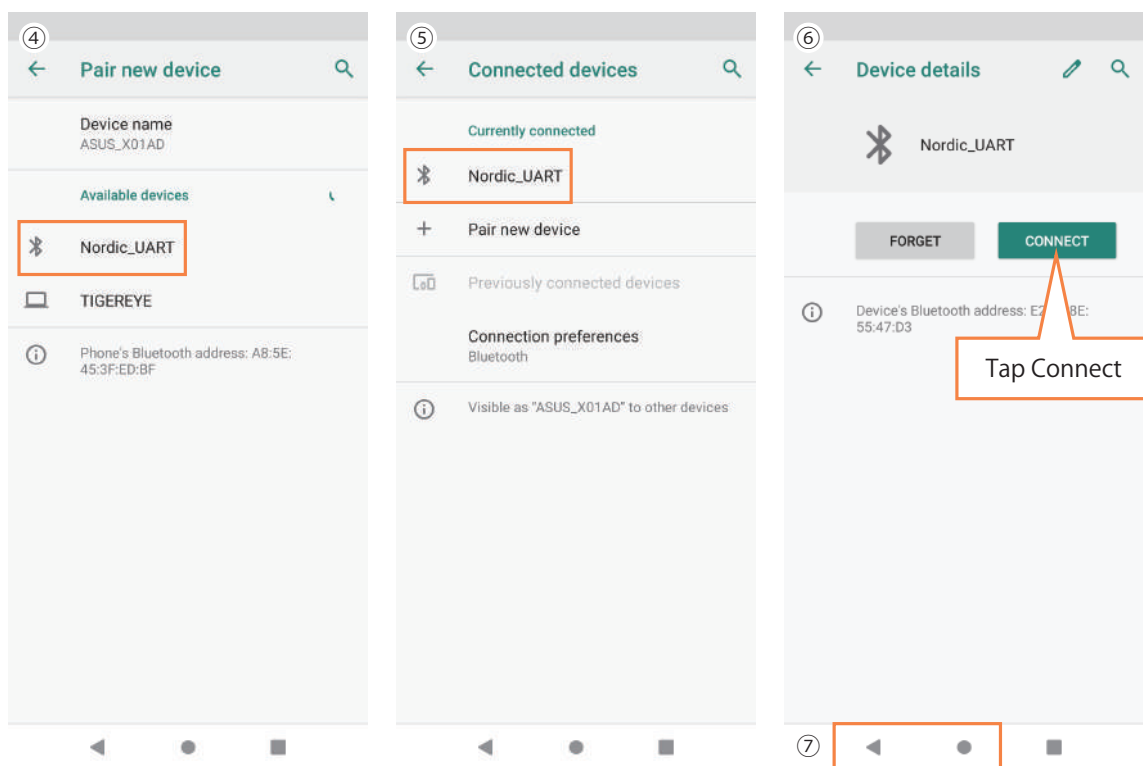 ④
Pair new device
Device name
ASUS_X01AD
Available devices
Nordic_UART
TIGEREYE
Phone's Bluetooth address: A8:5E:
45:3F:ED:BF
⑤
Connected devices
Currently connected
Nordic_UART
Pair new device
Previously connected devices
Connection preferences
Bluetooth
Visible as "ASUS_X01AD" to other devices
⑥
Device details
Nordic_UART
FORGET
CONNECT
Device's Bluetooth address:
55:47:D3
Tap Connect
⑦